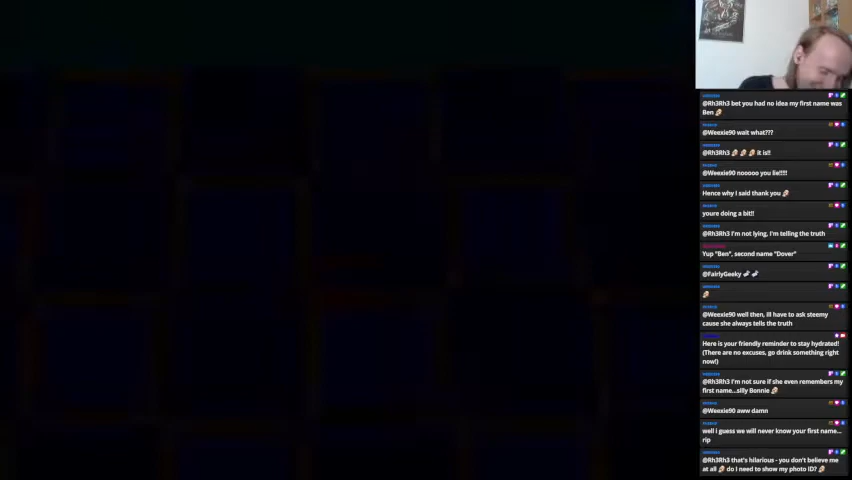 @Rh3Rh3 bet you had no idea my first name was
Ben
@Weexie90 wait what???
@Rh3Rh3 it is!!
@Weexie90 nooooo you lie!!!!!
Hence why I said thank you
youre doing a bit!!
@Rh3Rh3 I'm not lying, I'm telling the truth
Yup "Ben", second name "Dover"
@FairlyGeeky
@Weexie90 well then, ill have to ask steemy
cause she always tells the truth
Here is your friendly reminder to stay hydrated!
(There are no excuses, go drink something right
now!)
@Rh3Rh3 I'm not sure if she even remembers my
first name...silly Bonnie
@Weexie90 aww damn
well i guess we will never know your first name...
rip
@Rh3Rh3 that's hilarious - you don't believe me
at all do I need to show my photo ID?